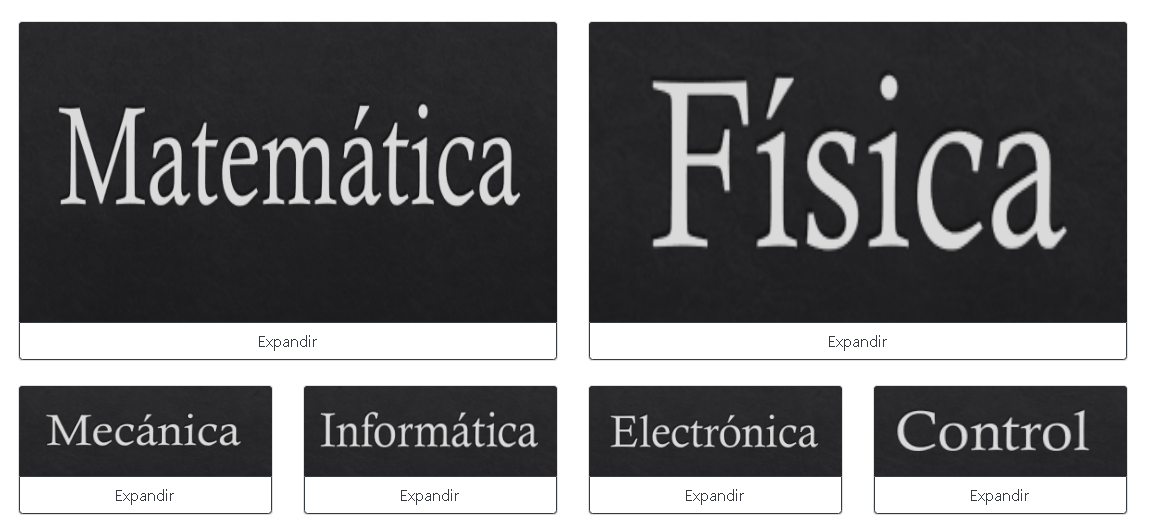 Matemática
Física
Expandir
Expandir
Mecánica
Informática
Electrónica
Control
Expandir
Expandir
Expandir
Expandir